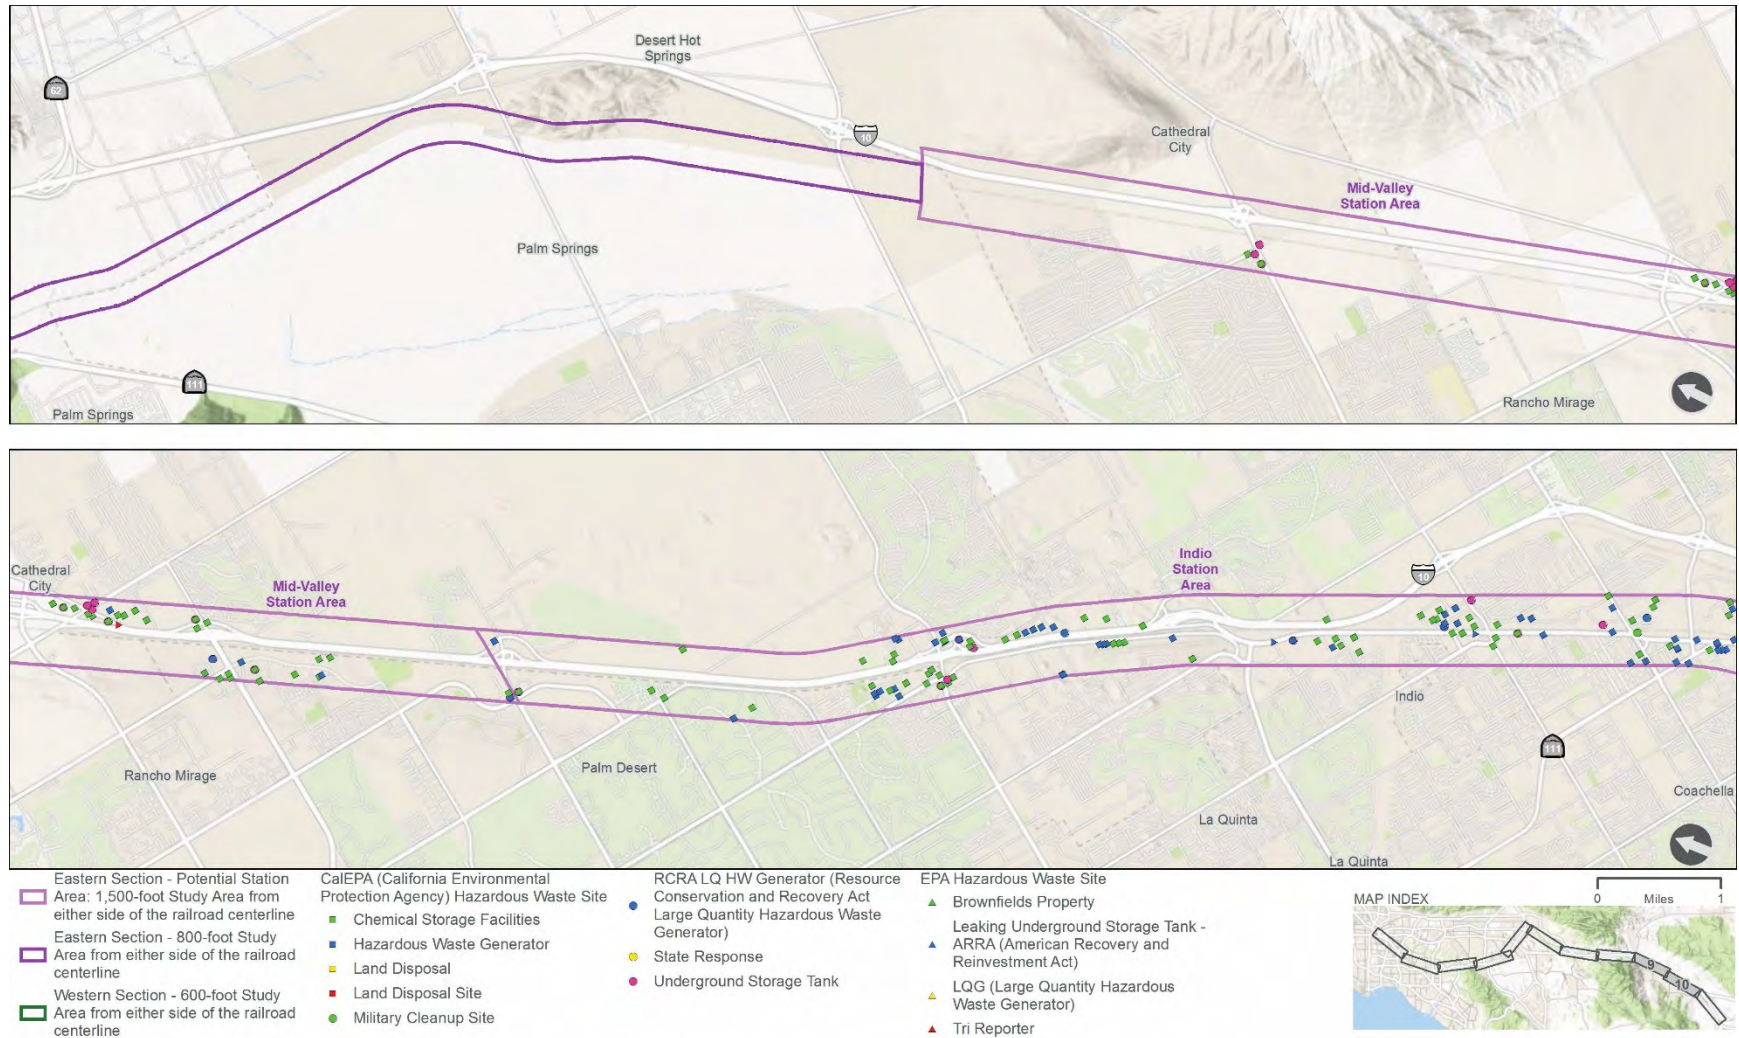 Desert Hot
Springs
62
10
Cathedral
City
Mid-Valley
Station Area
Palm Springs
111
Palm Springs
Rancho Mirage
Cathedral
City
Mid-Valley
Station Area
Indio
Station
Area
10
Indio
111
Rancho Mirage
Palm Desert
Coachella
La Quinta
La Quinta
Eastern Section - Potential Station
Area: 1,500-foot Study Area from
either side of the railroad centerline
Eastern Section - 800-foot Study
Area from either side of the railroad
centerline
Western Section - 600-foot Study
Area from either side of the railroad
centerline
CalEPA (California Environmental
Protection Agency) Hazardous Waste Site
Chemical Storage Facilities
Hazardous Waste Generator
Land Disposal
Land Disposal Site
Military Cleanup Site
RCRA LQ HW Generator (Resource
Conservation and Recovery Act
Large Quantity Hazardous Waste
Generator)
State Response
Underground Storage Tank
EPA Hazardous Waste Site
Brownfields Property
Leaking Underground Storage Tank -
ARRA (American Recovery and
Reinvestment Act)
LQG (Large Quantity Hazardous
Waste Generator)
Tri Reporter
0 Miles 1
MAP INDEX
9
10